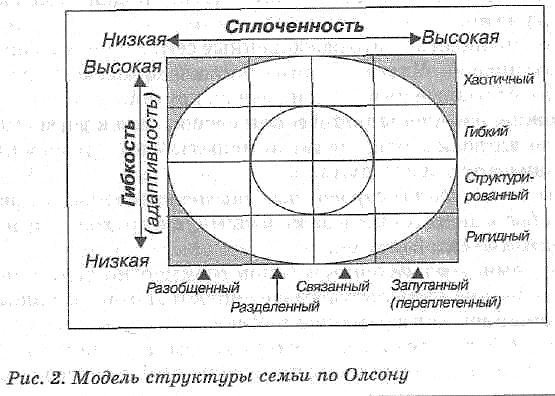 Сплоченность
Низкая
Высокая
Высокая
Гибкость
(адаптивность)
Низкая
Хаотичный
Гибкий
Структури-
рованный
Ригидный
Разобщенный
Разделенный
Связанный
Запутанный
(переплетенный)
Рис. 2. Модель структуры семьи по Олсону